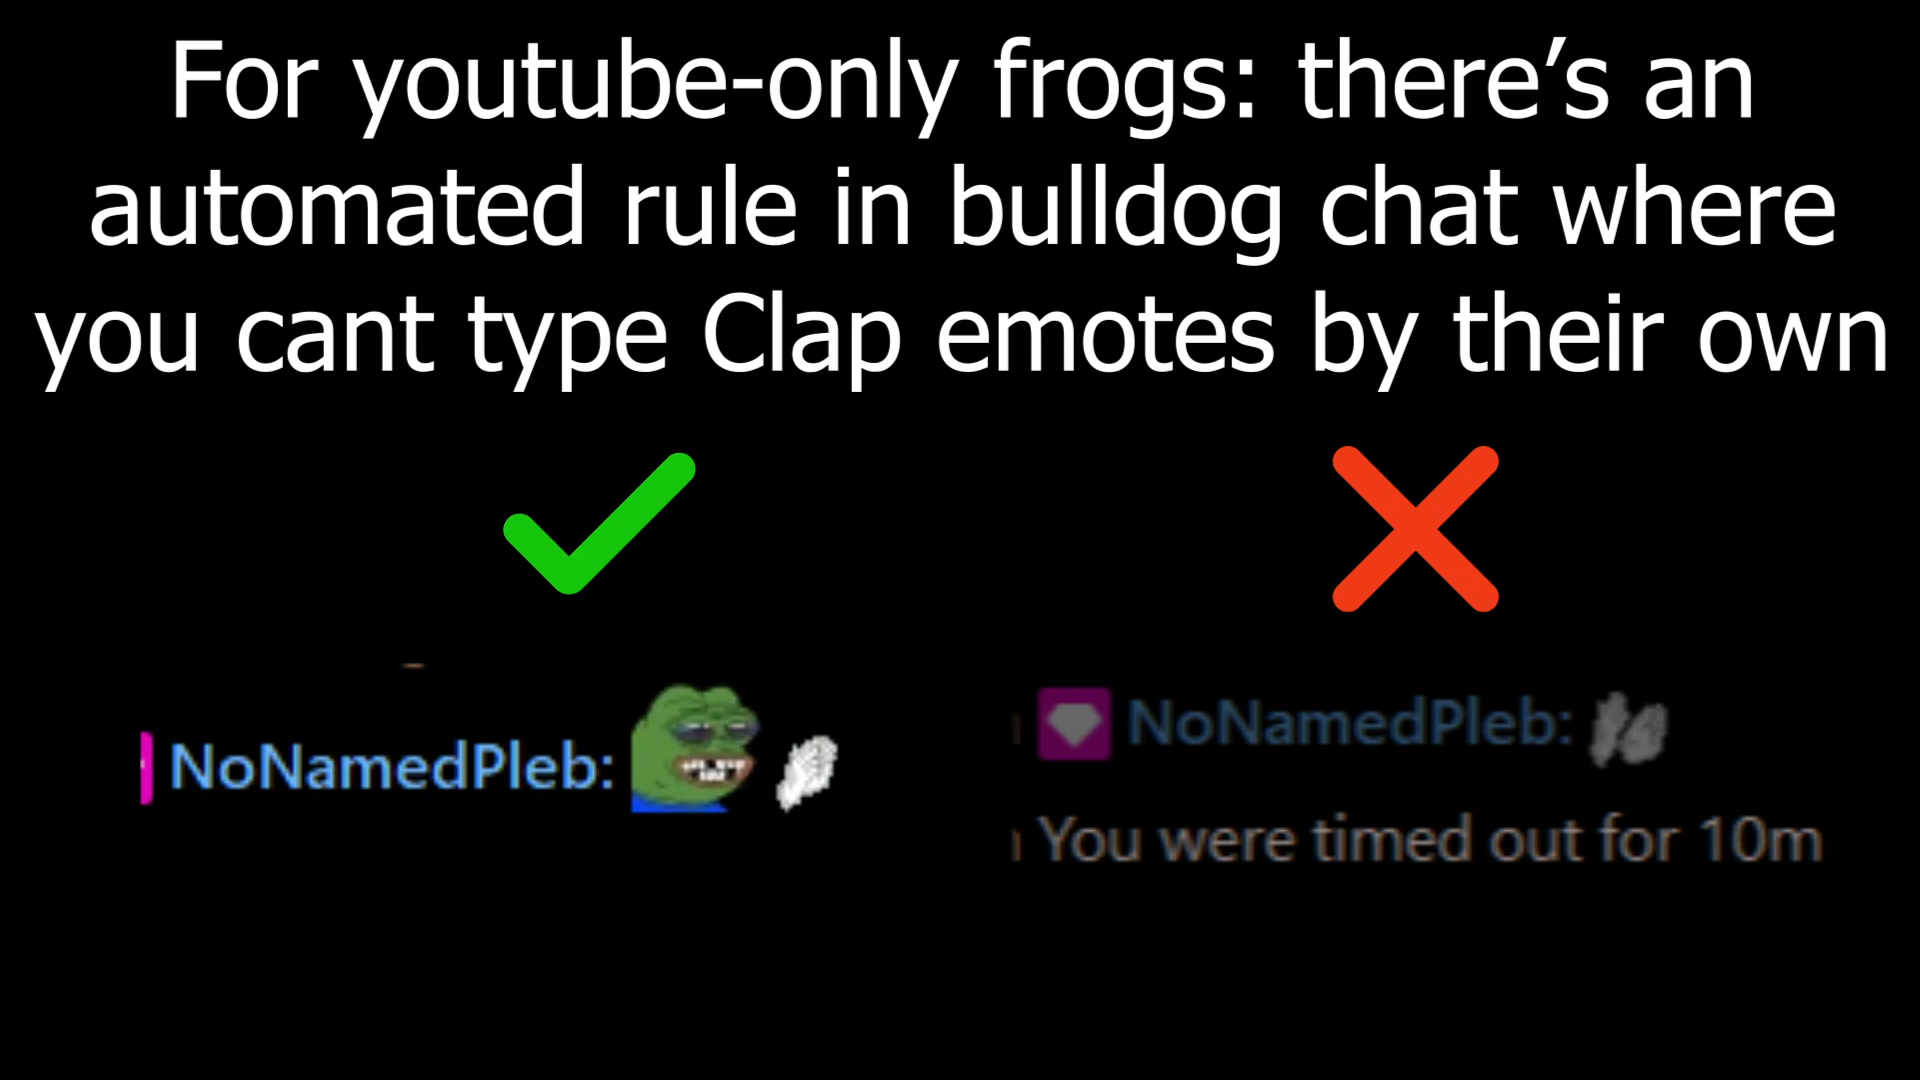 For youtube-only frogs: there’s an
automated rule in bulldog chat where
you cant type Clap emotes by their own
NoNamedPleb:
NoNamedPleb:
You were timed out for 10m